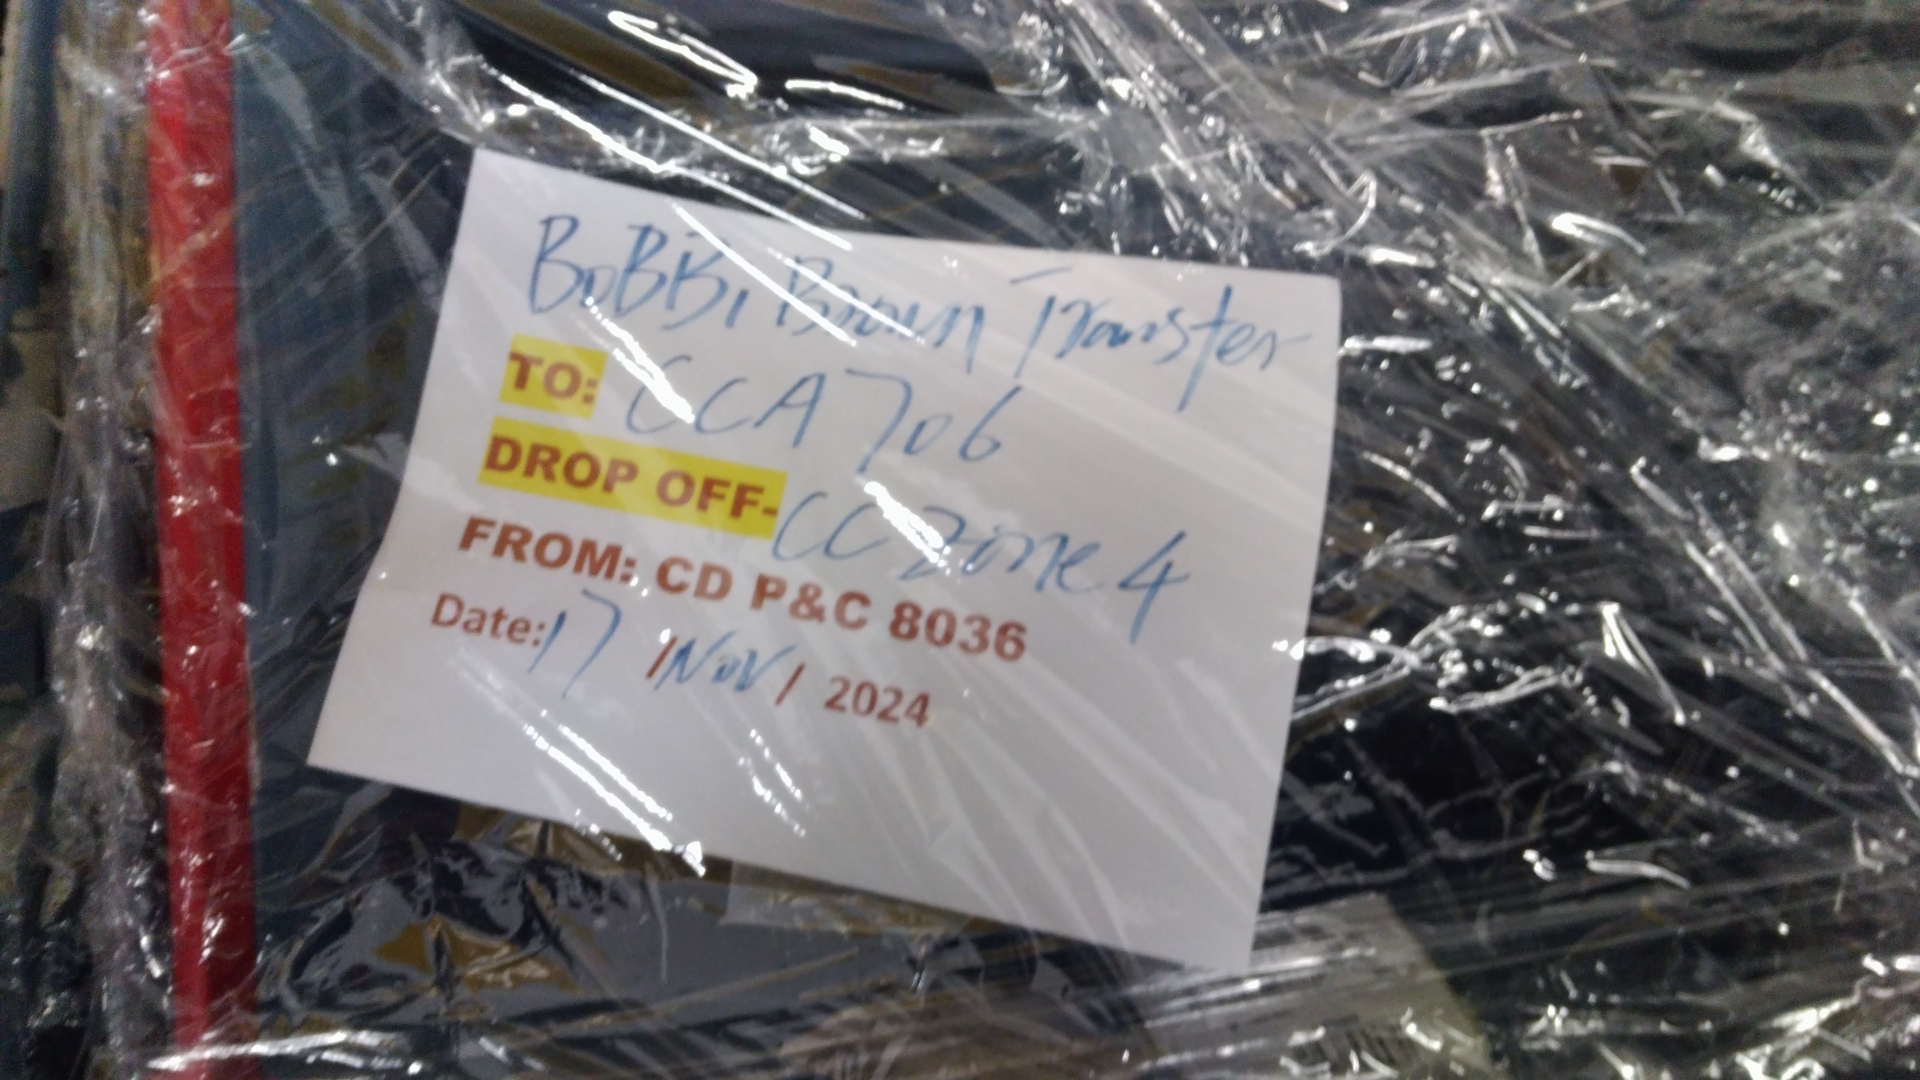 BoBBi Brown Transfer
TO: CCA 706
DROP OFF- CC Zone 4
FROM: CD P&C 8036
Date: 17 /Nov/ 2024